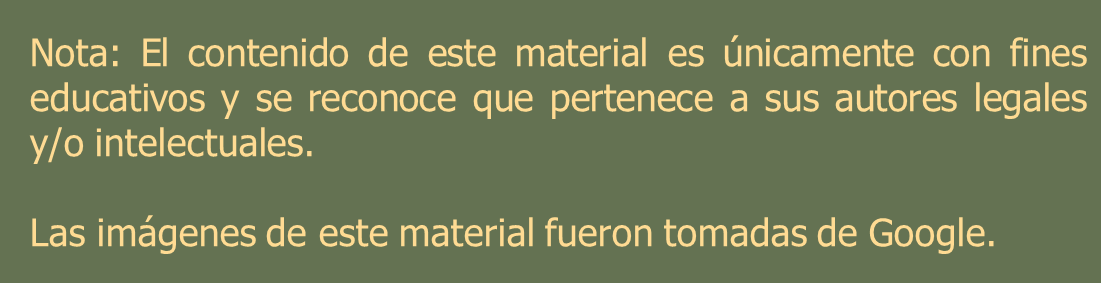 Nota: El contenido de este material es únicamente con fines
educativos y se reconoce que pertenece a sus autores legales
y/o intelectuales.
Las imágenes de este material fueron tomadas de Google.